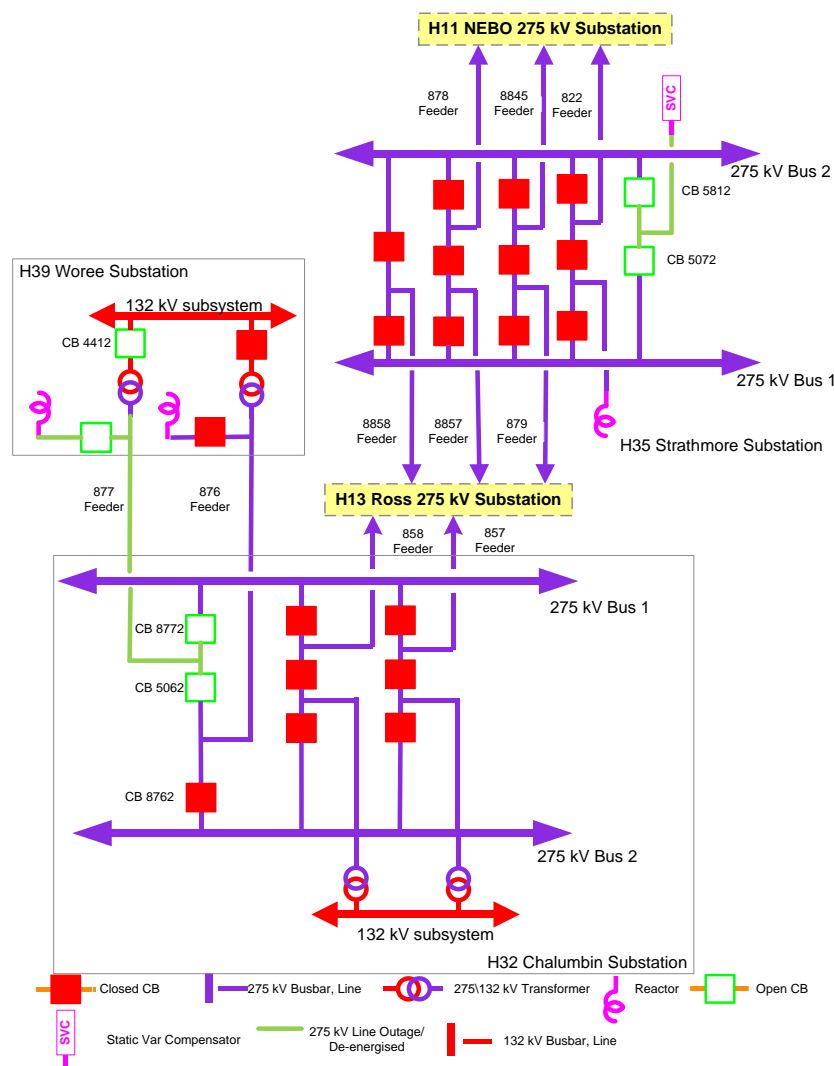 H11 NEBO 275 kV Substation
878
Feeder
8845
Feeder
822
Feeder
SVC
275 kV Bus 2
CB 5812
CB 5072
275 kV Bus 1
H39 Woree Substation
132 kV subsystem
CB 4412
8858
Feeder
8857
Feeder
879
Feeder
H35 Strathmore Substation
877
Feeder
876
Feeder
H13 Ross 275 kV Substation
858
Feeder
857
Feeder
275 kV Bus 1
CB 8772
CB 5062
CB 8762
275 kV Bus 2
132 kV subsystem
H32 Chalumbin Substation
Closed CB
275 kV Busbar, Line
275\132 kV Transformer
Reactor
Open CB
SVC
Static Var Compensator
275 kV Line Outage/
De-energised
132 kV Busbar, Line